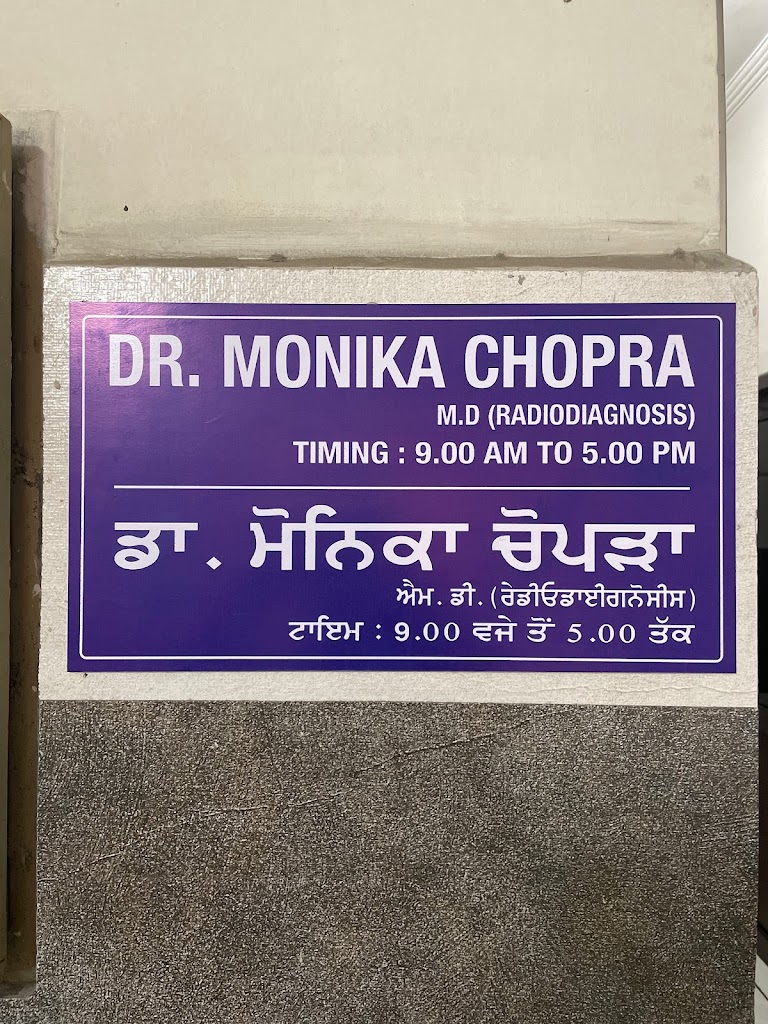 DR. MONIKA CHOPRA
M.D (RADIODIAGNOSIS)
TIMING : 9.00 AM TO 5.00 PM
ਡਾ. ਮੋਨਿਕਾ ਚੋਪੜਾ
ਐਮ. ਡੀ. (ਰੇਡੀਓਡਾਈਗਨੋਸੀਸ)
ਟਾਇਮ : 9.00 ਵਜੇ ਤੋਂ 5.00 ਤੱਕ